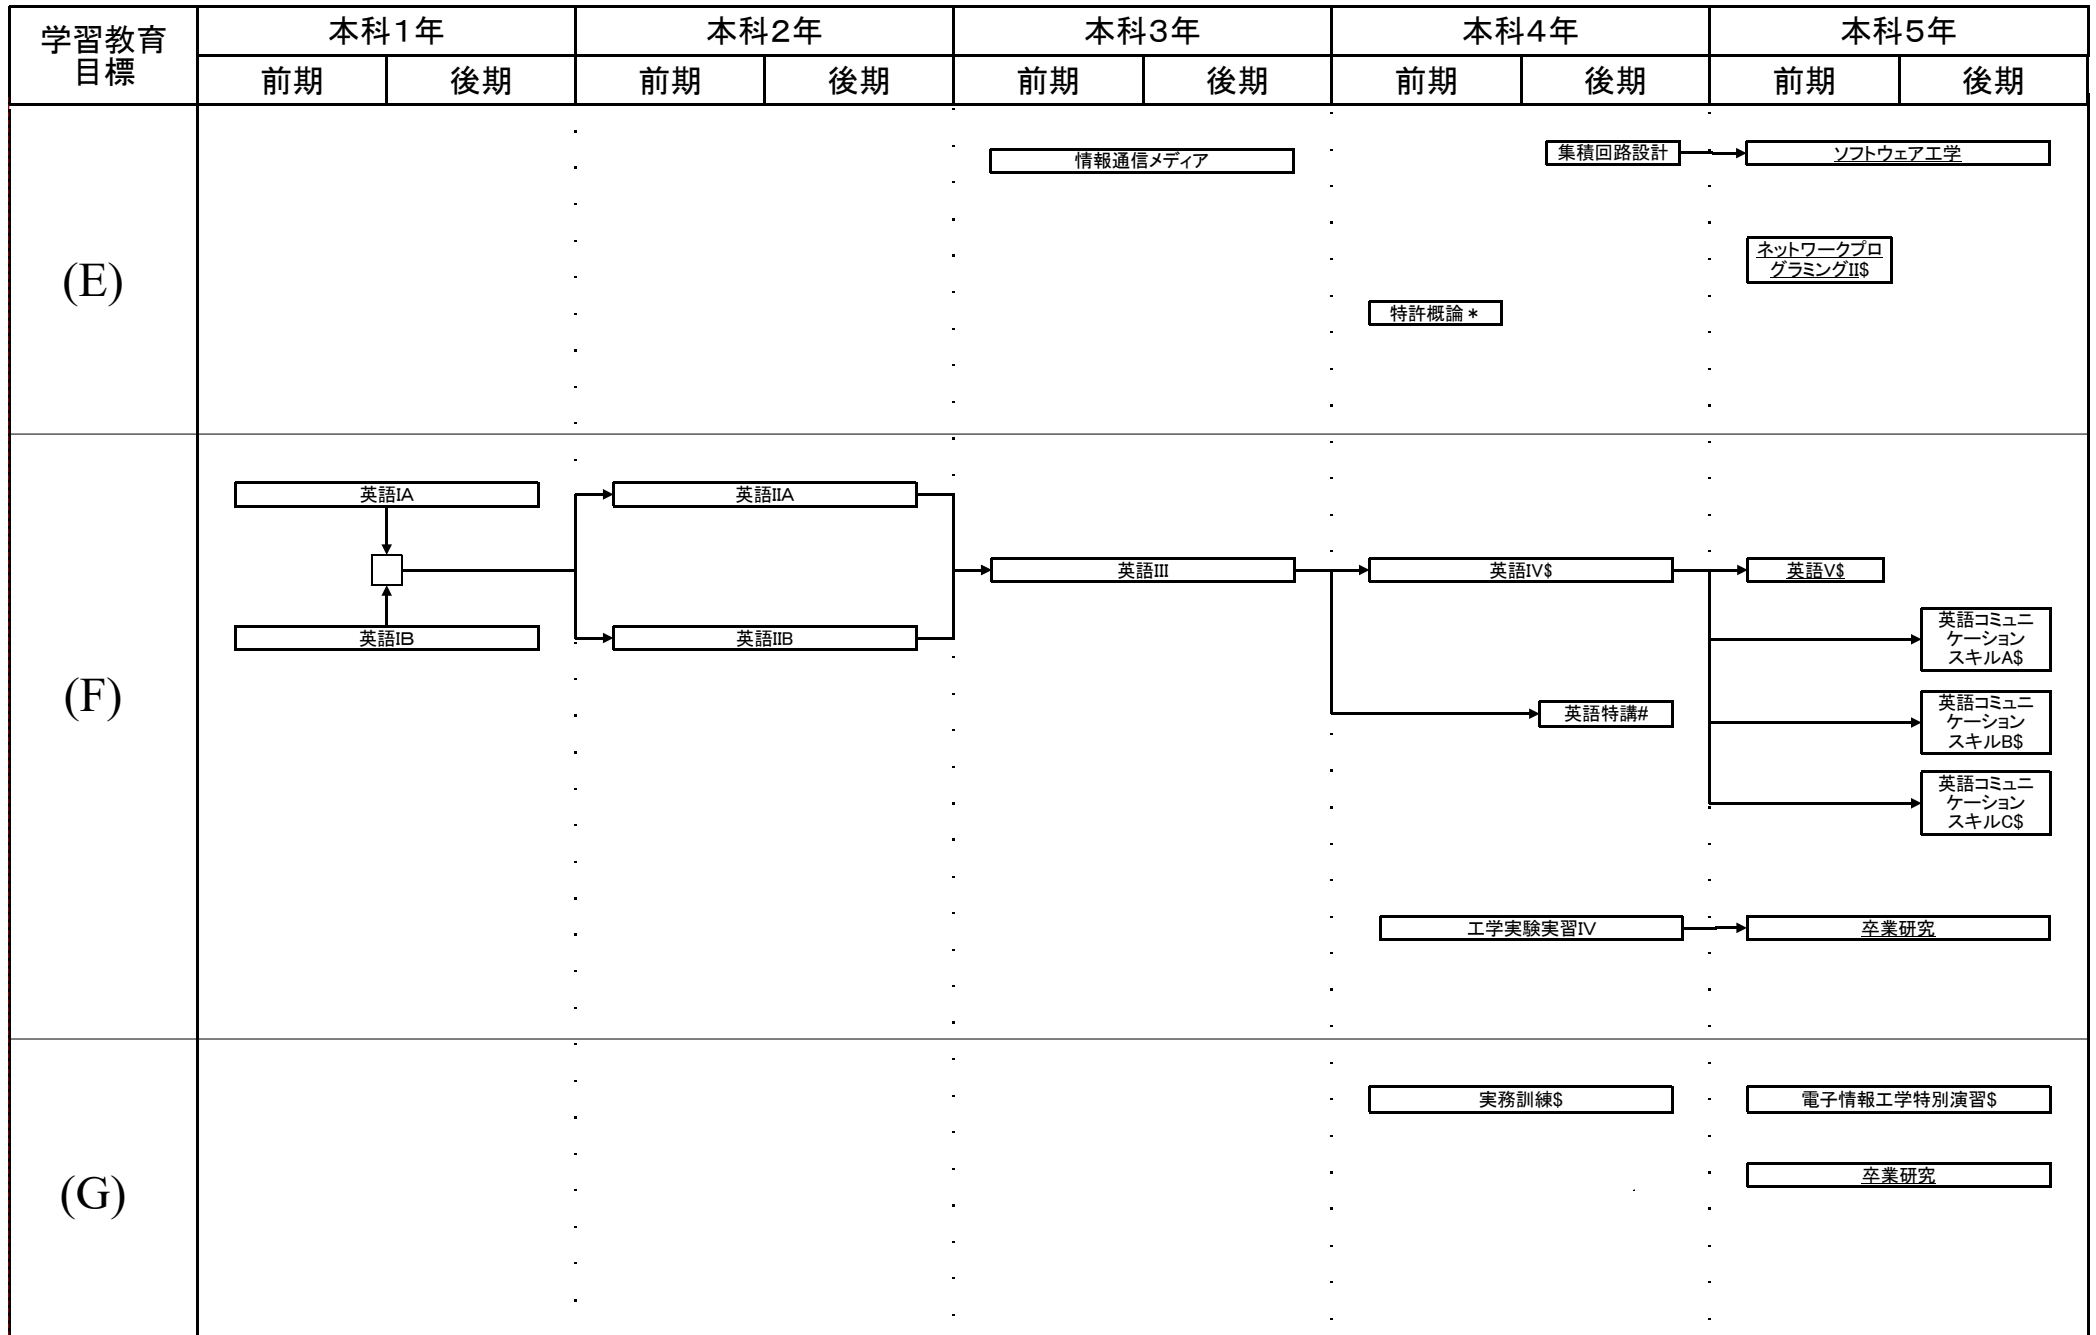 学習教育
目標
本科1年
本科2年
本科3年
本科4年
本科5年
前期
後期
前期
後期
前期
後期
前期
後期
前期
後期
(E)
情報通信メディア
集積回路設計
ソフトウェア工学
ネットワークプロ
グラミングII$
特許概論*
(F)
英語IA
英語IIA
英語III
英語IV$
英語V$
英語IB
英語IIB
英語コミュニ
ケーション
スキルA$
英語特講#
英語コミュニ
ケーション
スキルB$
英語コミュニ
ケーション
スキルC$
工学実験実習IV
卒業研究
(G)
実務訓練$
電子情報工学特別演習$
卒業研究